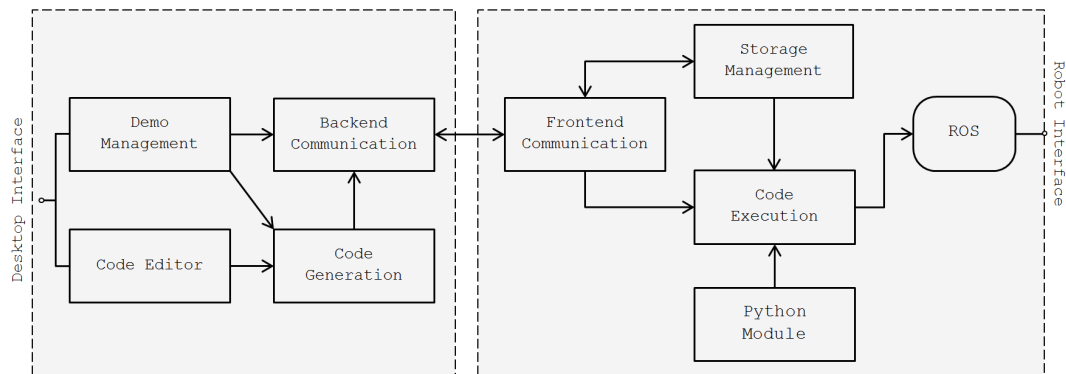 Desktop Interface
Demo
Management
Backend
Communication
Code Editor
Code
Generation
Storage
Management
Frontend
Communication
ROS
Code
Execution
Python
Module
Robot Interface